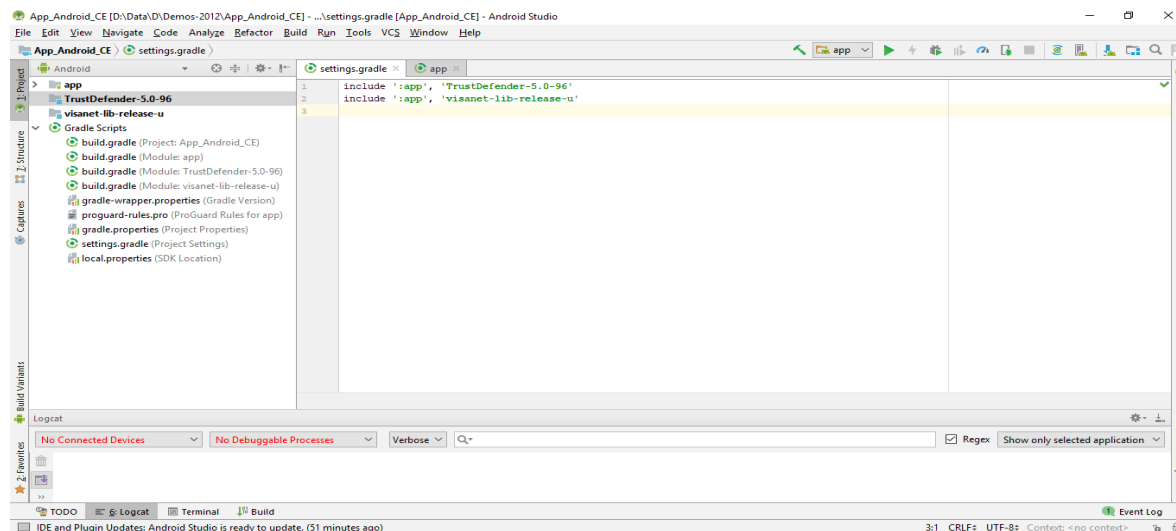 App_Android_CE [D:\Data\D\Demos-2012\App_Android_CE] - ...\settings.gradle [App_Android_CE] - Android Studio
File Edit View Navigate Code Analyze Refactor Build Run Tools VCS Window Help
App_Android_CE settings.gradle
app
Android
settings.gradle
app
1: Project
Z: Structure
Captures
Build Variants
2: Favorites
app
TrustDefender-5.0-96
visanet-lib-release-u
Gradle Scripts
build.gradle (Project: App_Android_CE)
build.gradle (Module: app)
build.gradle (Module: TrustDefender-5.0-96)
build.gradle (Module: visanet-lib-release-u)
gradle-wrapper.properties (Gradle Version)
proguard-rules.pro (ProGuard Rules for app)
gradle.properties (Project Properties)
settings.gradle (Project Settings)
local.properties (SDK Location)
1 include ':app', 'TrustDefender-5.0-96'
2 include ':app', 'visanet-lib-release-u'
3
Logcat
No Connected Devices No Debuggable Processes Verbose Regex Show only selected application
TODO 6: Logcat Terminal Build 1 Event Log
IDE and Plugin Updates: Android Studio is ready to update. (51 minutes ago) 3:1 CRLF UTF-8 Context: <no context>